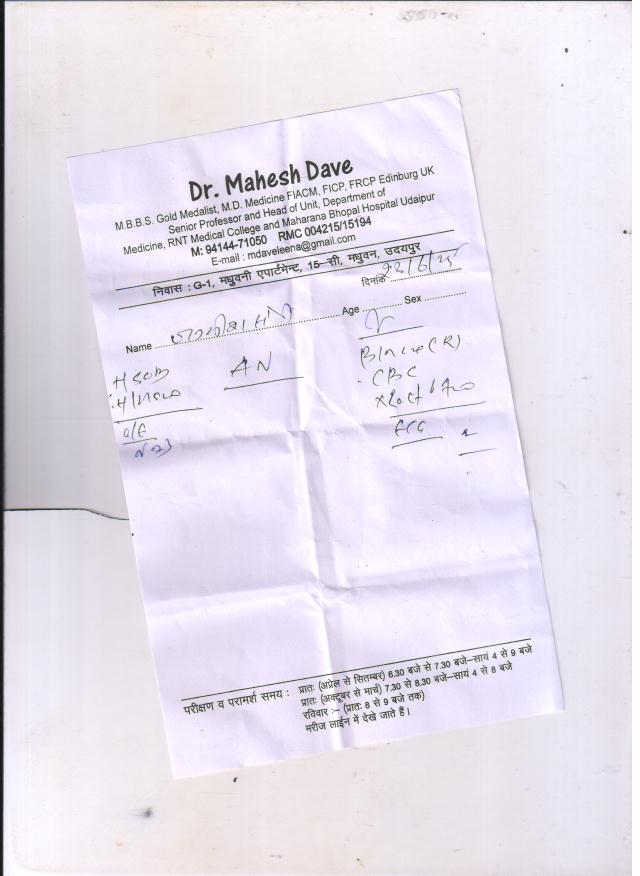 Dr. Mahesh Dave
M.B.B.S. Gold Medalist, M.D. Medicine FIACM, FICP, FRCP Edinburg UK
Senior Professor and Head of Unit, Department of
Medicine, RNT Medical College and Maharana Bhopal Hospital Udaipur
M: 94144-71050 RMC 004215/15194
E-mail : mdaveleena@gmail.com
निवास : G-1, मधुवनी एपार्टमेन्ट, 15-सी, मधुवन, उदयपुर
दिनांक
Name Age Sex
AN
CBC
O/E
ECG
परीक्षण व परामर्श समय : प्रातः (अप्रेल से सितम्बर) 6.30 बजे से 7.30 बजे-सायं 4 से 9 बजे
प्रातः (अक्टूबर से मार्च) 7.30 से 8.30 बजे-सायं 4 से 8 बजे
रविवार :- (प्रातः 8 से 9 बजे तक)
मरीज लाईन में देखे जाते हैं।